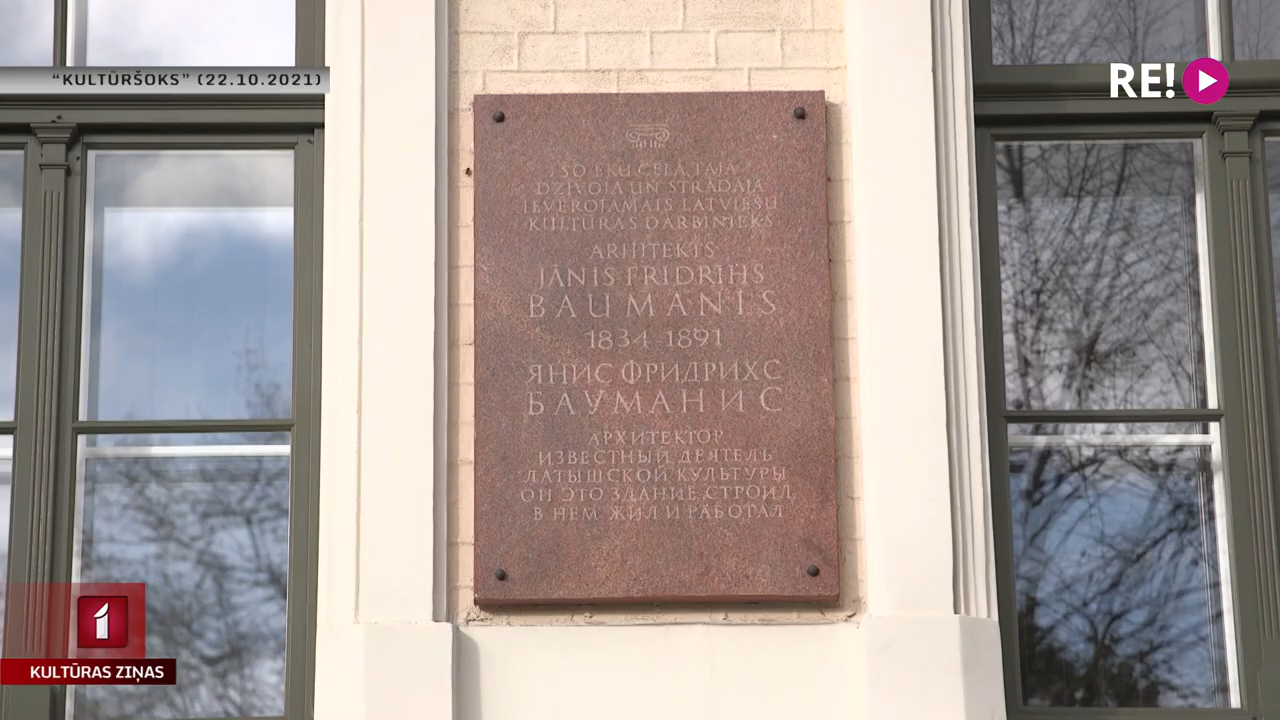 "KULTŪRŠOKS" (22.10.2021)
RE!
ŠO ĒKU CĒLA, TAJĀ
DZĪVOJA UN STRĀDĀJA
IEVĒROJAMAIS LATVIEŠU
KULTŪRAS DARBINIEKS
ARHITEKTS
JĀNIS FRĪDRIHS
BAUMANIS
1834 1891
ЯНИС ФРИДРИХС
БАУМАНИС
АРХИТЕКТОР
ИЗВЕСТНЫЙ ДЕЯТЕЛЬ
ЛАТЫШСКОЙ КУЛЬТУРЫ
ОН ЭТО ЗДАНИЕ СТРОИЛ,
В НЕМ ЖИЛ И РАБОТАЛ
1
KULTŪRAS ZIŅAS